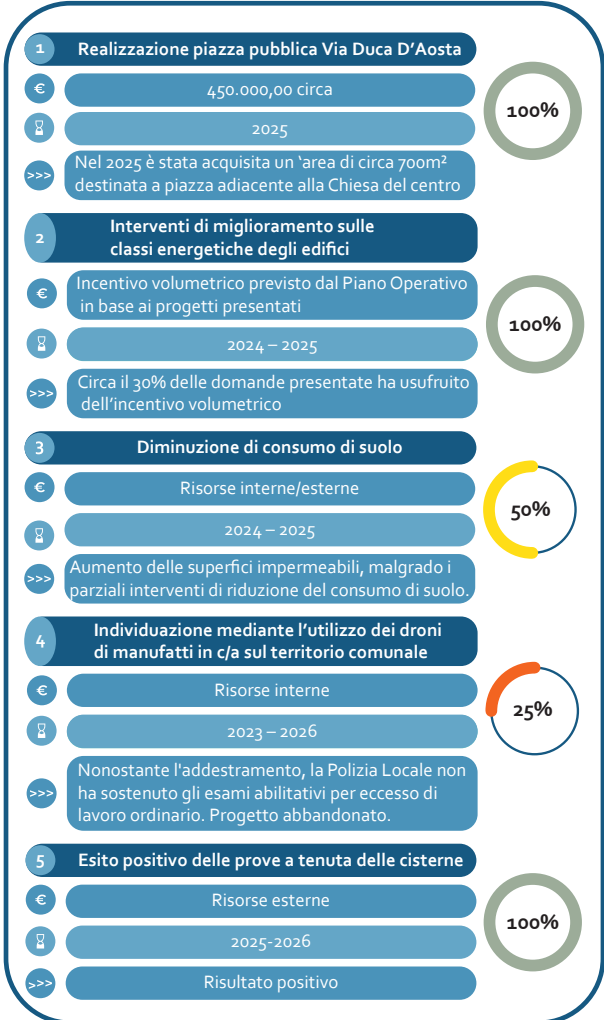 1 Realizzazione piazza pubblica Via Duca D’Aosta
€ 450.000,00 circa
2025
100%
>>> Nel 2025 è stata acquisita un ‘area di circa 700m²
destinata a piazza adiacente alla Chiesa del centro
2 Interventi di miglioramento sulle
classi energetiche degli edifici
€ Incentivo volumetrico previsto dal Piano Operativo
in base ai progetti presentati
100%
2024 – 2025
>>> Circa il 30% delle domande presentate ha usufruito
dell’incentivo volumetrico
3 Diminuzione di consumo di suolo
€ Risorse interne/esterne
50%
2024 – 2025
>>> Aumento delle superfici impermeabili, malgrado i
parziali interventi di riduzione del consumo di suolo.
4 Individuazione mediante l’utilizzo dei droni
di manufatti in c/a sul territorio comunale
€ Risorse interne
25%
2023 – 2026
>>> Nonostante l'addestramento, la Polizia Locale non
ha sostenuto gli esami abilitativi per eccesso di
lavoro ordinario. Progetto abbandonato.
5 Esito positivo delle prove a tenuta delle cisterne
€ Risorse esterne
100%
2025-2026
>>> Risultato positivo